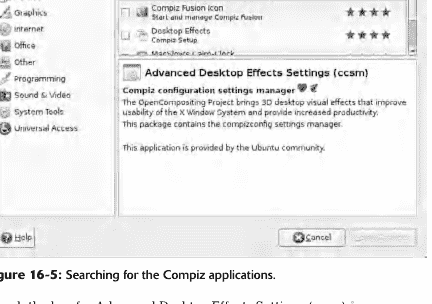 Graphics
Internet
Office
Other
Programming
Sound & Video
System Tools
Universal Access
Compiz Fusion Icon
Start and manage Compiz Fusion
Desktop Effects
Compiz Setup
Advanced Desktop Effects Settings (ccsm)
Compiz configuration settings manager
The OpenCompositing Project brings 3D desktop visual effects that improve
usability of the X Window System and provide increased productivity.
This package contains the compizconfig settings manager.
This application is provided by the Ubuntu community.
Help
Cancel
gure 16-5: Searching for the Compiz applications.